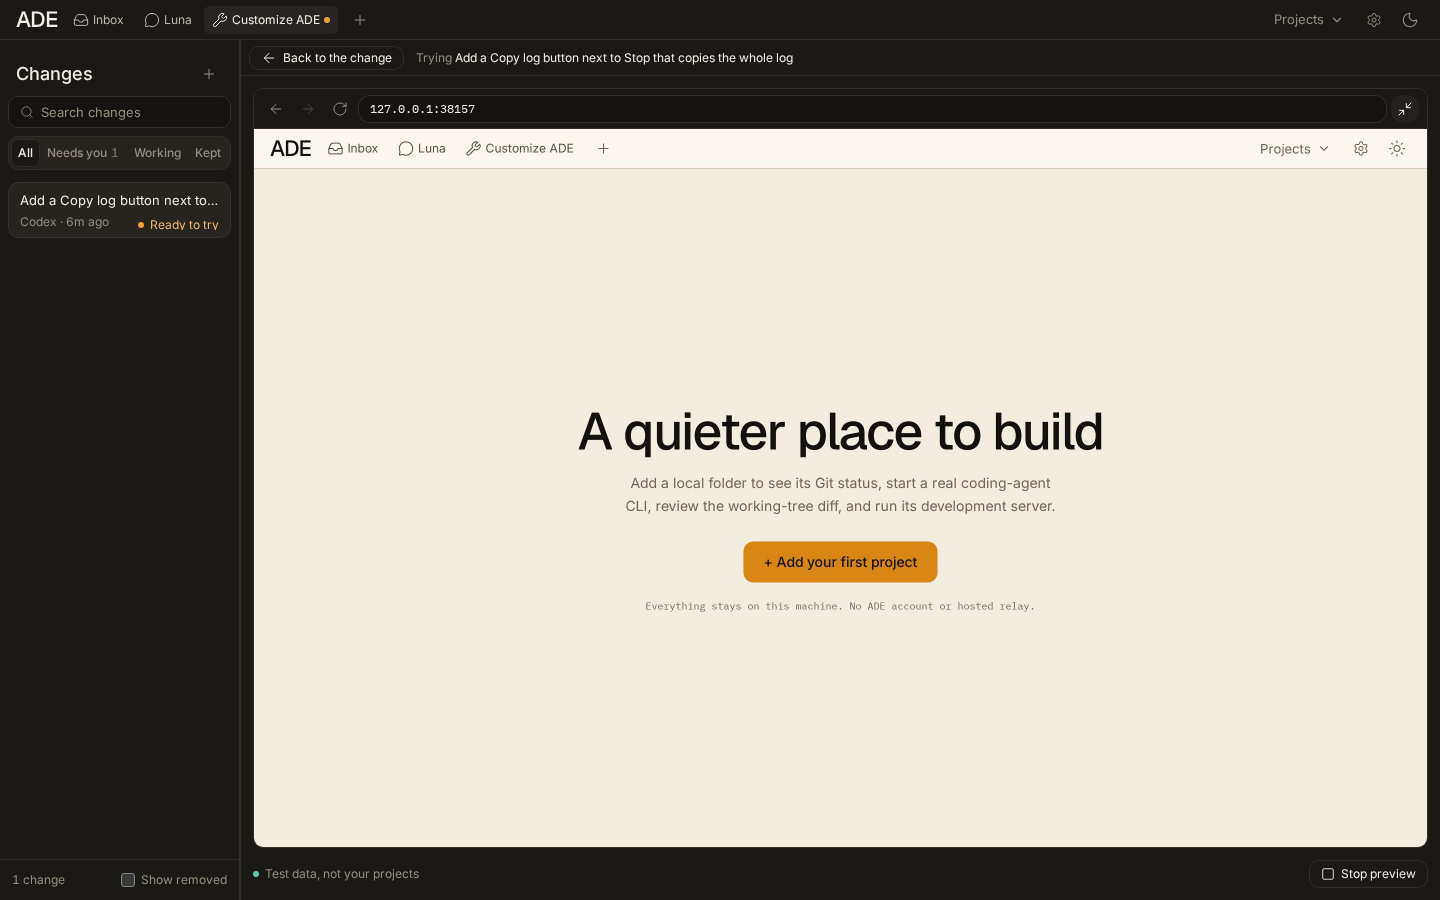 ADE Inbox Luna Customize ADE Projects
Changes
Back to the change Trying Add a Copy log button next to Stop that copies the whole log
Search changes
127.0.0.1:38157
All Needs you 1 Working Kept
ADE Inbox Luna Customize ADE Projects
Add a Copy log button next to...
Codex · 6m ago Ready to try
A quieter place to build
Add a local folder to see its Git status, start a real coding-agent
CLI, review the working-tree diff, and run its development server.
+ Add your first project
Everything stays on this machine. No ADE account or hosted relay.
1 change Show removed
Test data, not your projects Stop preview